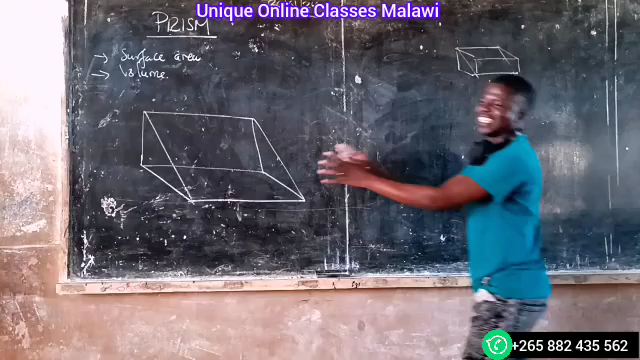 Unique Online Classes Malawi
PRISM
→ Surface area
→ Volume
+265 882 435 562